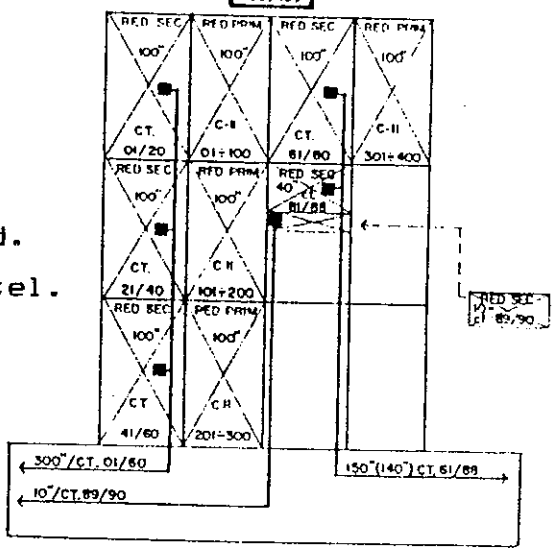 RED SEC RED PRIM RED SEC RED PRIM
100" 100" 100" 100"
CT. C-II CT. C-II
01/20 01÷100 61/80 301÷400
RED SEC RED PRIM RED SEC
100" 100" 40"
CT. C II 81/88
21/40 101÷200
RED SEC RED PRIM
100" 100"
CT C II
41/60 201÷300
RED SEC
89/90
300"/CT. 01/60
150"(140") CT. 61/88
10"/CT. 89/90